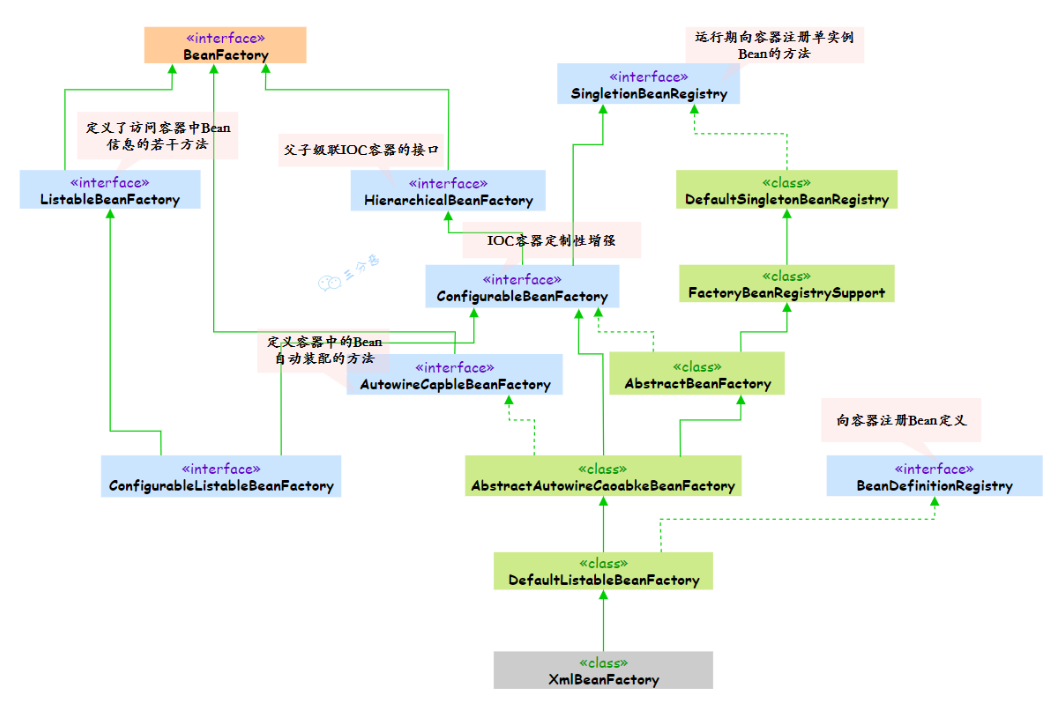 «interface»
BeanFactory
运行期向容器注册单实例
Bean的方法
«interface»
SingletionBeanRegistry
定义了访问容器中Bean
信息的若干方法
父子级联IOC容器的接口
«interface»
ListableBeanFactory
«interface»
HierarchicalBeanFactory
«class»
DefaultSingletonBeanRegistry
IOC容器定制性增强
三分恶
«interface»
ConfigurableBeanFactory
«class»
FactoryBeanRegistrySupport
定义容器中的Bean
自动装配的方法
«interface»
AutowireCapbleBeanFactory
«class»
AbstractBeanFactory
向容器注册Bean定义
«interface»
ConfigurableListableBeanFactory
«class»
AbstractAutowireCaoabkeBeanFactory
«interface»
BeanDefinitionRegistry
«class»
DefaultListableBeanFactory
«class»
XmlBeanFactory